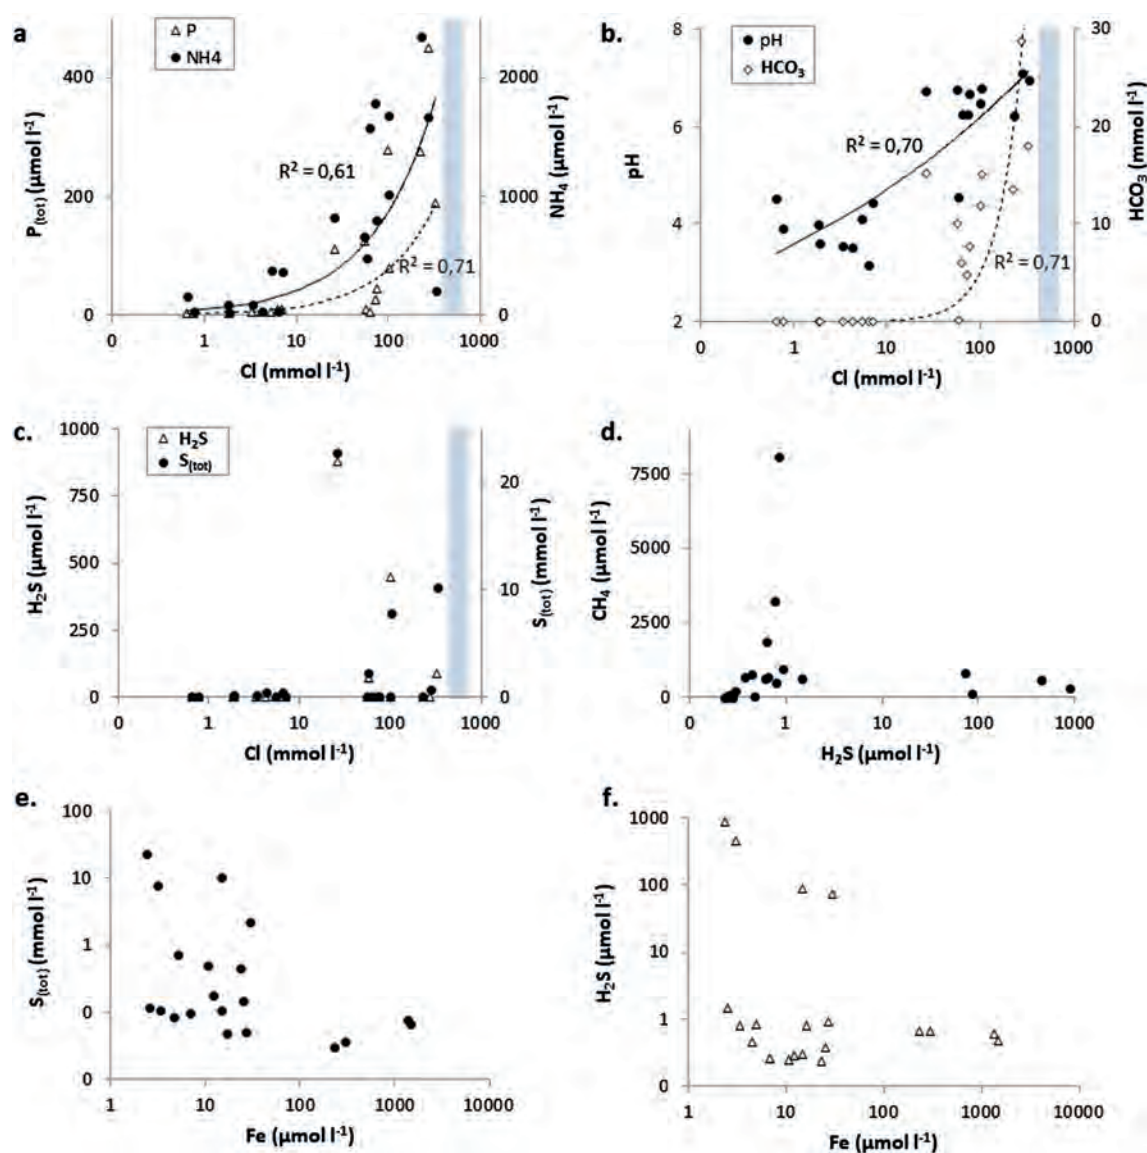 a
P
NH4
400
200
0
P(tot) (µmol l-1)
2000
1000
0
NH4 (µmol l-1)
R² = 0,61
R² = 0,71
0 1 10 100 1000
Cl (mmol l-1)
b.
pH
HCO3
8
6
4
2
pH
30
20
10
0
HCO3 (mmol l-1)
R² = 0,70
R² = 0,71
0 1 10 100 1000
Cl (mmol l-1)
c.
H2S
S(tot)
1000
750
500
250
0
H2S (µmol l-1)
20
10
0
S(tot) (mmol l-1)
0 1 10 100 1000
Cl (mmol l-1)
d.
7500
5000
2500
0
CH4 (µmol l-1)
0 1 10 100 1000
H2S (µmol l-1)
e.
100
10
1
0
0
S(tot) (mmol l-1)
1 10 100 1000 10000
Fe (µmol l-1)
f.
1000
100
10
1
0
H2S (µmol l-1)
1 10 100 1000 10000
Fe (µmol l-1)